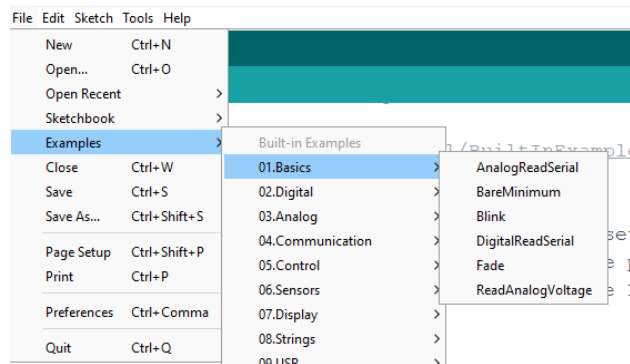 File Edit Sketch Tools Help
New Ctrl+N
Open... Ctrl+O
Open Recent
Sketchbook
Examples
Close Ctrl+W
Save Ctrl+S
Save As... Ctrl+Shift+S
Page Setup Ctrl+Shift+P
Print Ctrl+P
Preferences Ctrl+Comma
Quit Ctrl+Q
Built-in Examples
01.Basics
02.Digital
03.Analog
04.Communication
05.Control
06.Sensors
07.Display
08.Strings
09.USB
AnalogReadSerial
BareMinimum
Blink
DigitalReadSerial
Fade
ReadAnalogVoltage